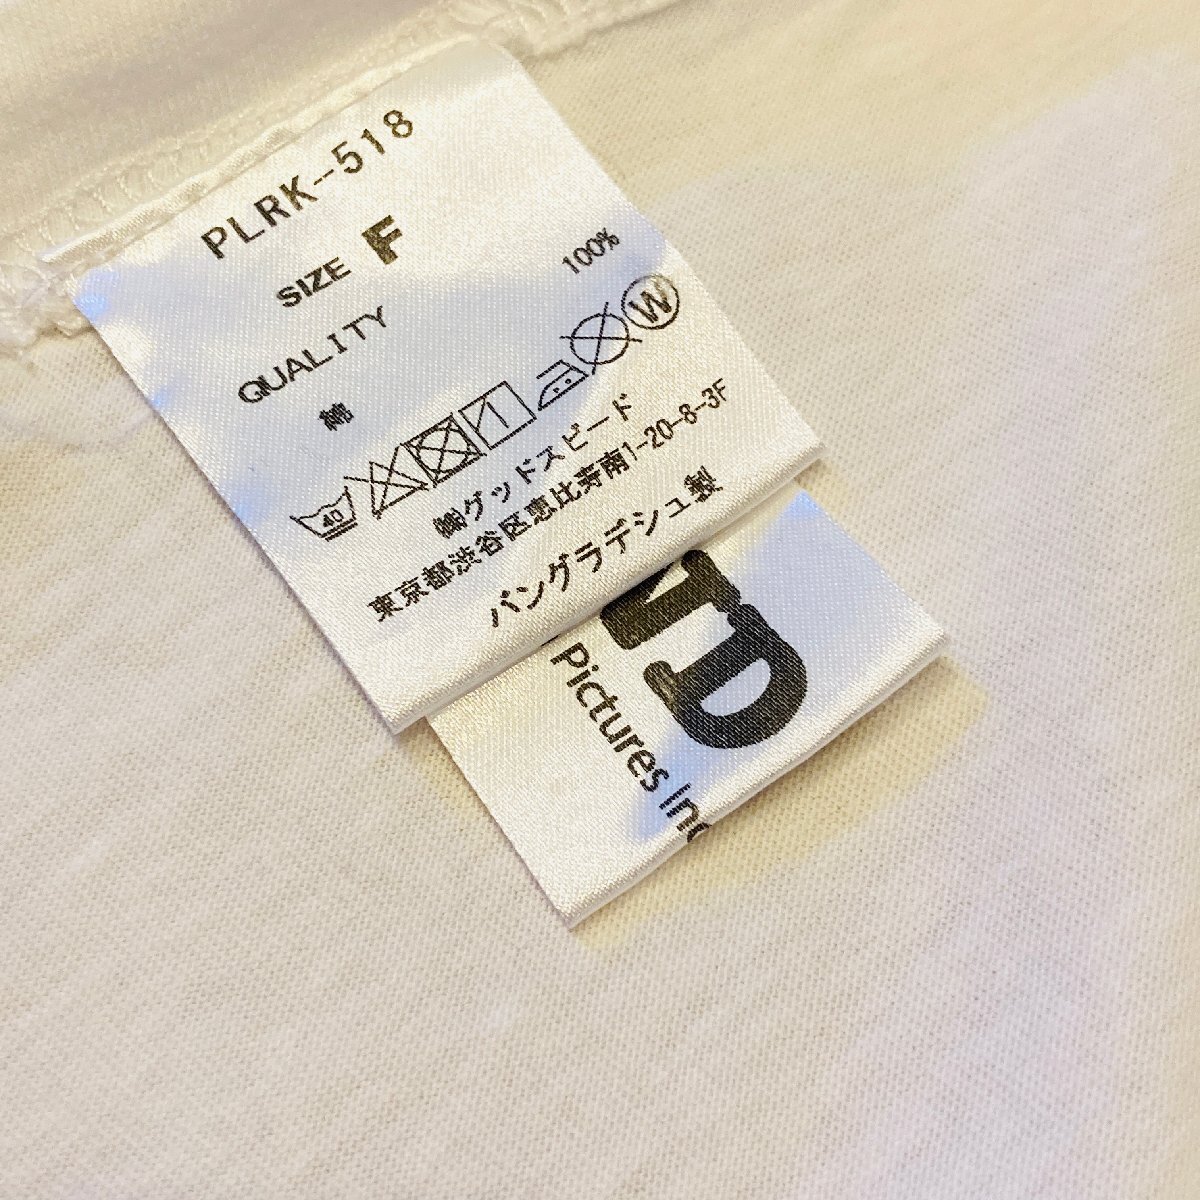 PLRK--518
SIZE F
QUALITY
綿 100%
40 W
㈱グッドスピード
東京都渋谷区恵比寿南1-20-8-3F
バングラデシュ製
Pictures Inc